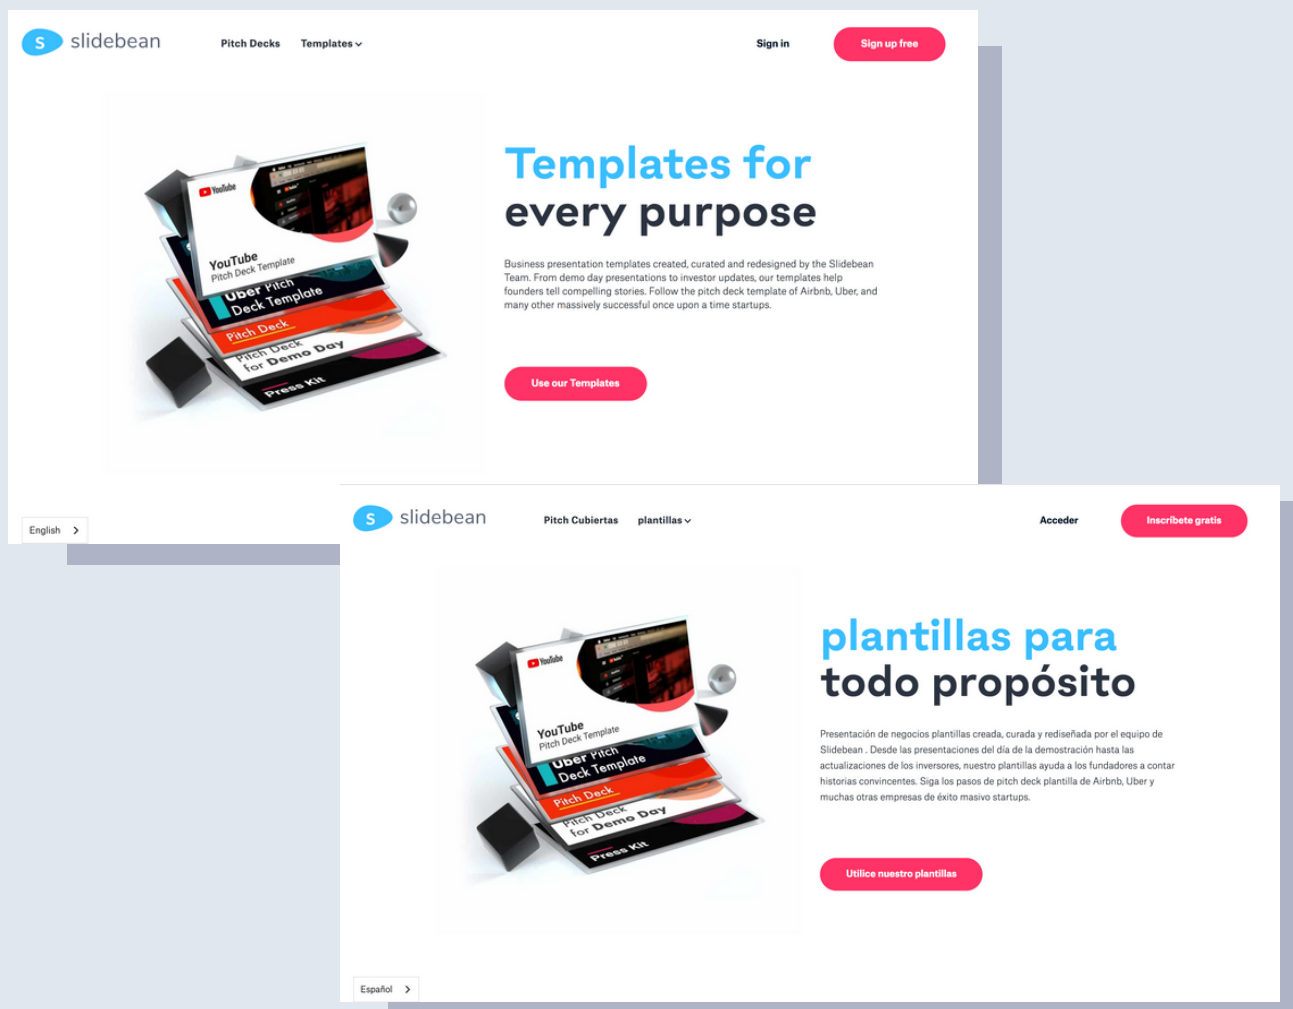 S slidebean
Pitch Decks
Templates
Sign in
Sign up free
YouTube
YouTube
Pitch Deck Template
Uber Pitch
Deck Template
Pitch Deck
Pitch Deck
for Demo Day
Press Kit
Templates for
every purpose
Business presentation templates created, curated and redesigned by the Slidebean
Team. From demo day presentations to investor updates, our templates help
founders tell compelling stories. Follow the pitch deck template of Airbnb, Uber, and
many other massively successful once upon a time startups.
Use our Templates
English
S slidebean
Pitch Cubiertas
plantillas
Acceder
Inscríbete gratis
YouTube
YouTube
Pitch Deck Template
Uber Pitch
Deck Template
Pitch Deck
Pitch Deck
for Demo Day
Press Kit
plantillas para
todo propósito
Presentación de negocios plantillas creada, curada y rediseñada por el equipo de
Slidebean . Desde las presentaciones del día de la demostración hasta las
actualizaciones de los inversores, nuestro plantillas ayuda a los fundadores a contar
historias convincentes. Siga los pasos de pitch deck plantilla de Airbnb, Uber y
muchas otras empresas de éxito masivo startups.
Utilice nuestro plantillas
Español